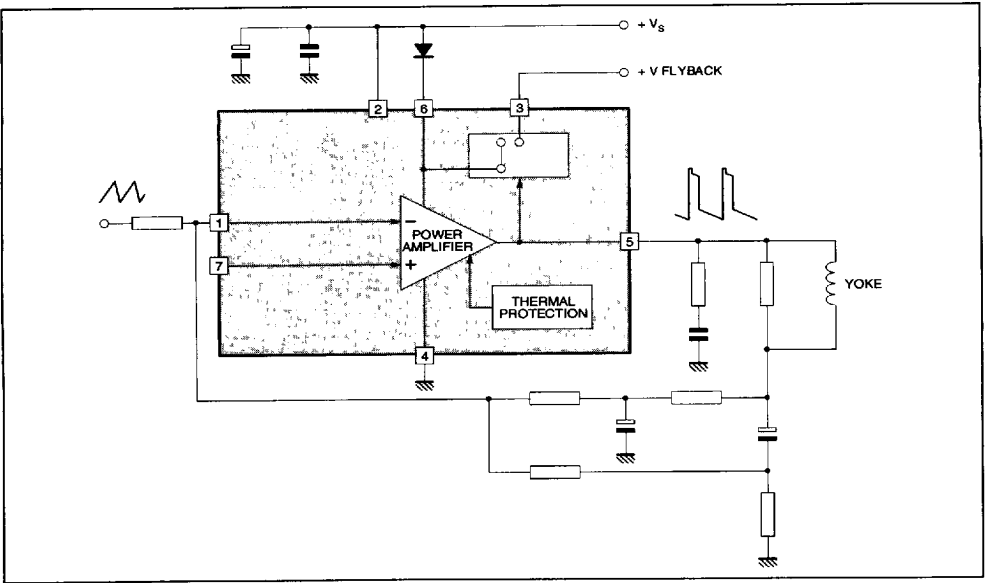 + VS
+ V FLYBACK
2
6
3
1
7
−
+
POWER
AMPLIFIER
5
YOKE
THERMAL
PROTECTION
4